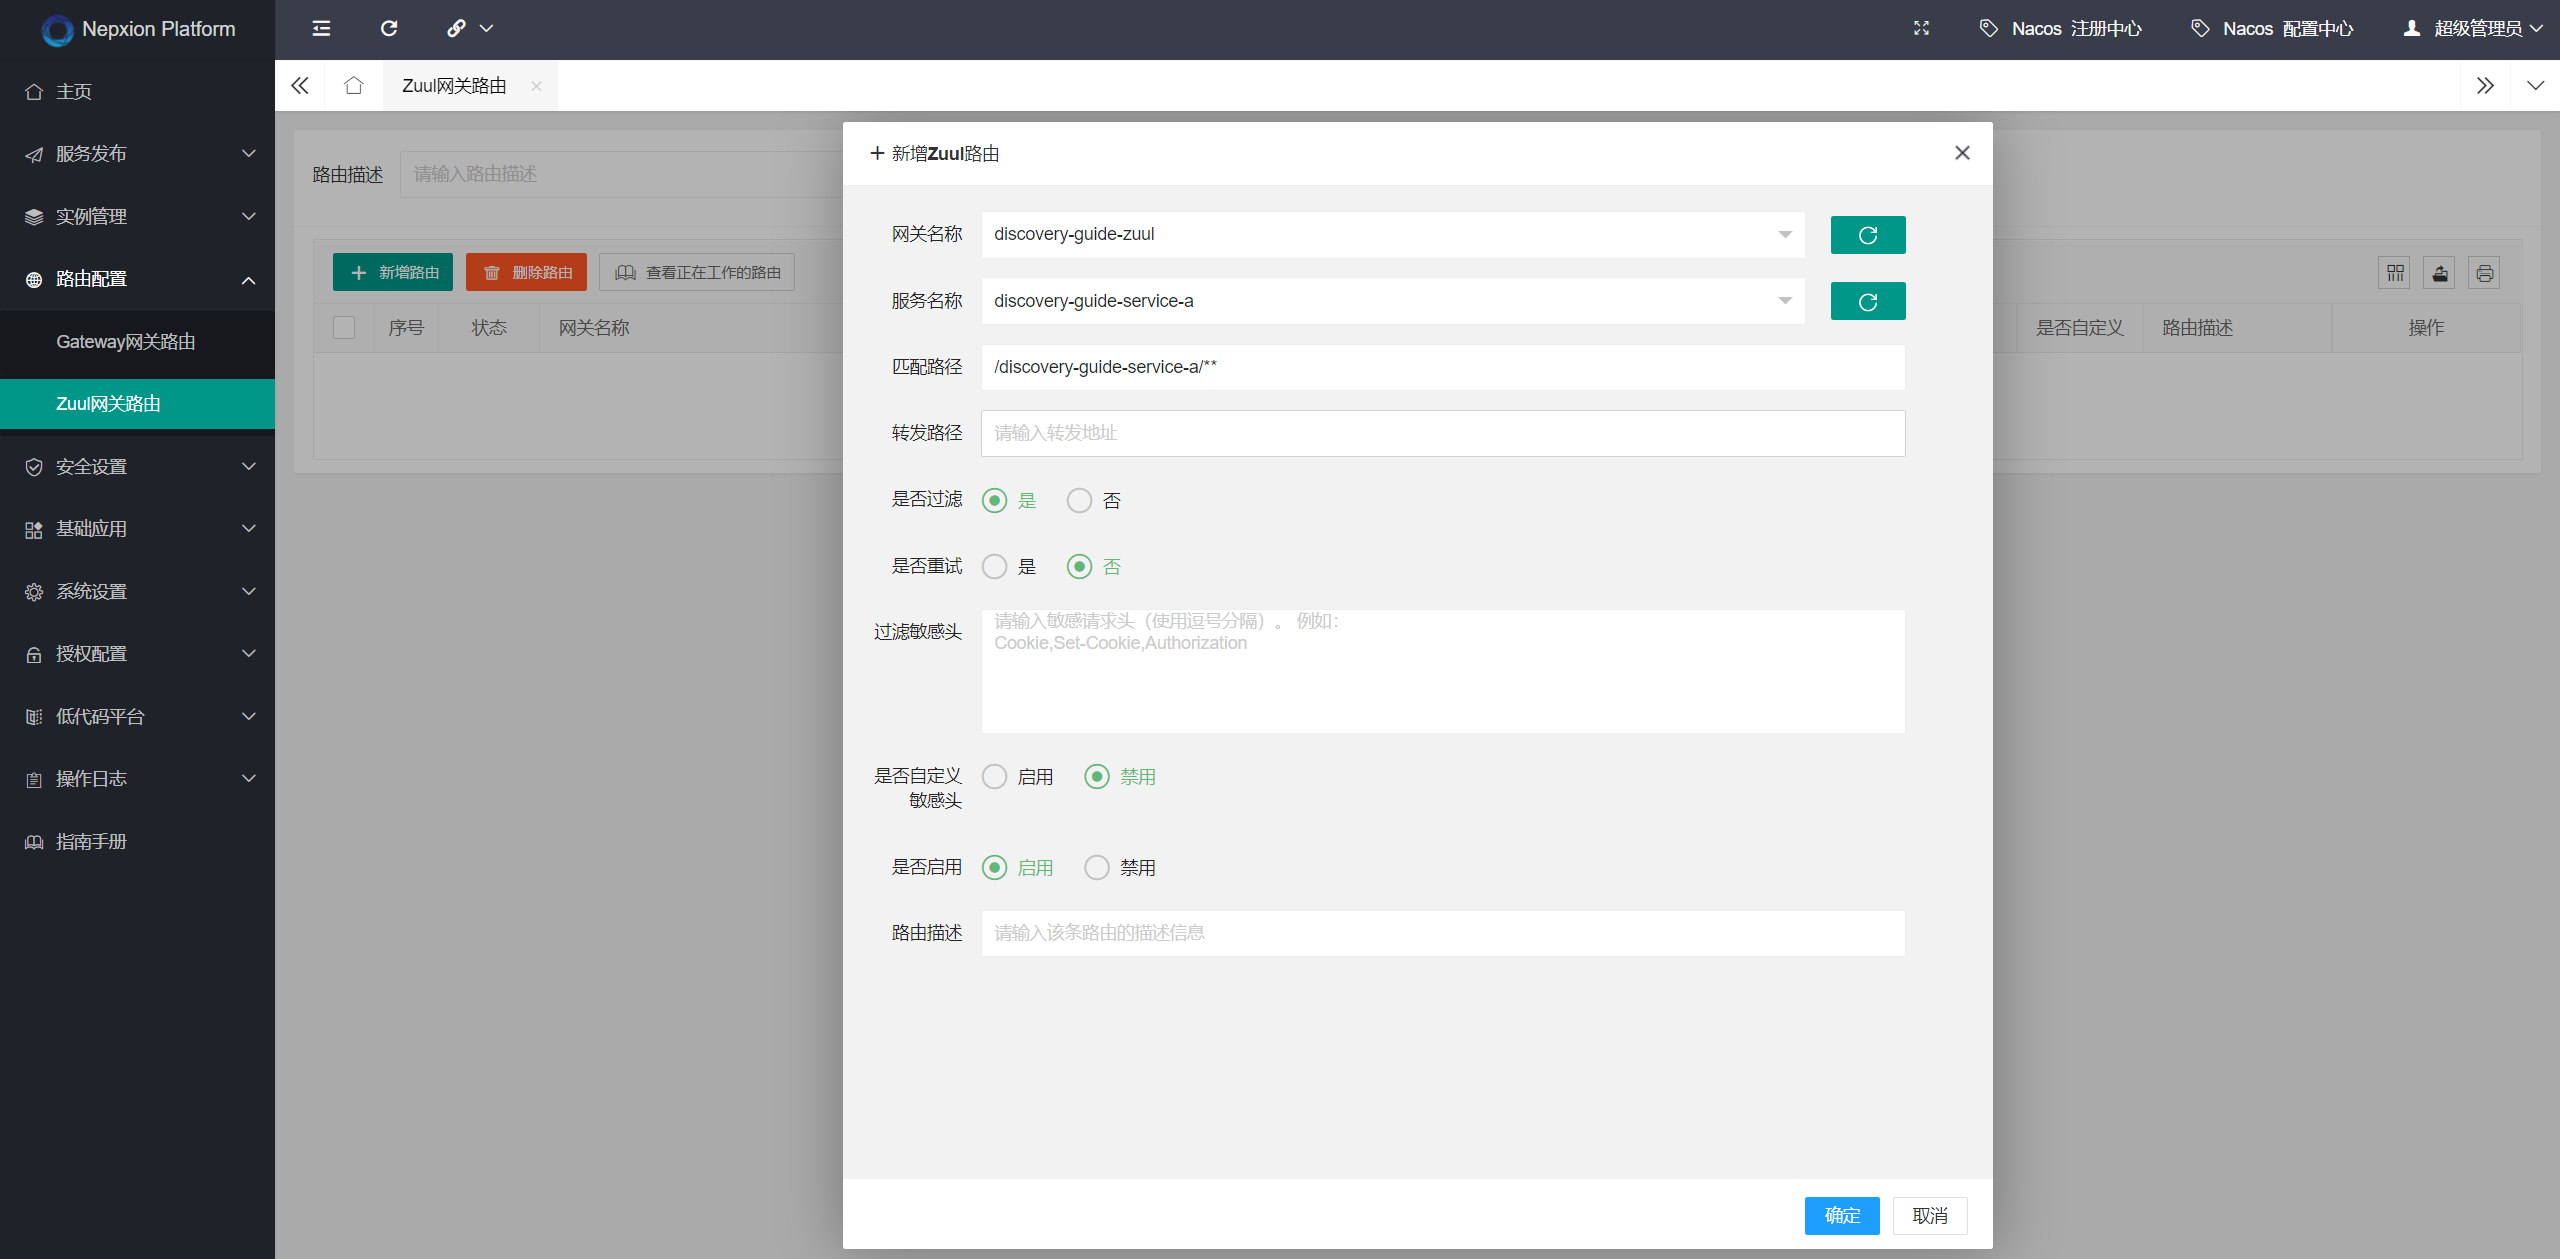 Nepxion Platform
Nacos 注册中心
Nacos 配置中心
超级管理员
主页
服务发布
实例管理
路由配置
Gateway网关路由
Zuul网关路由
安全设置
基础应用
系统设置
授权配置
低代码平台
操作日志
指南手册
Zuul网关路由
路由描述
请输入路由描述
新增路由
删除路由
查看正在工作的路由
序号
状态
网关名称
是否自定义
路由描述
操作
新增Zuul路由
网关名称
discovery-guide-zuul
服务名称
discovery-guide-service-a
匹配路径
/discovery-guide-service-a/**
转发路径
请输入转发地址
是否过滤
是
否
是否重试
是
否
过滤敏感头
请输入敏感请求头（使用逗号分隔）。 例如：
Cookie,Set-Cookie,Authorization
是否自定义
敏感头
启用
禁用
是否启用
启用
禁用
路由描述
请输入该条路由的描述信息
确定
取消